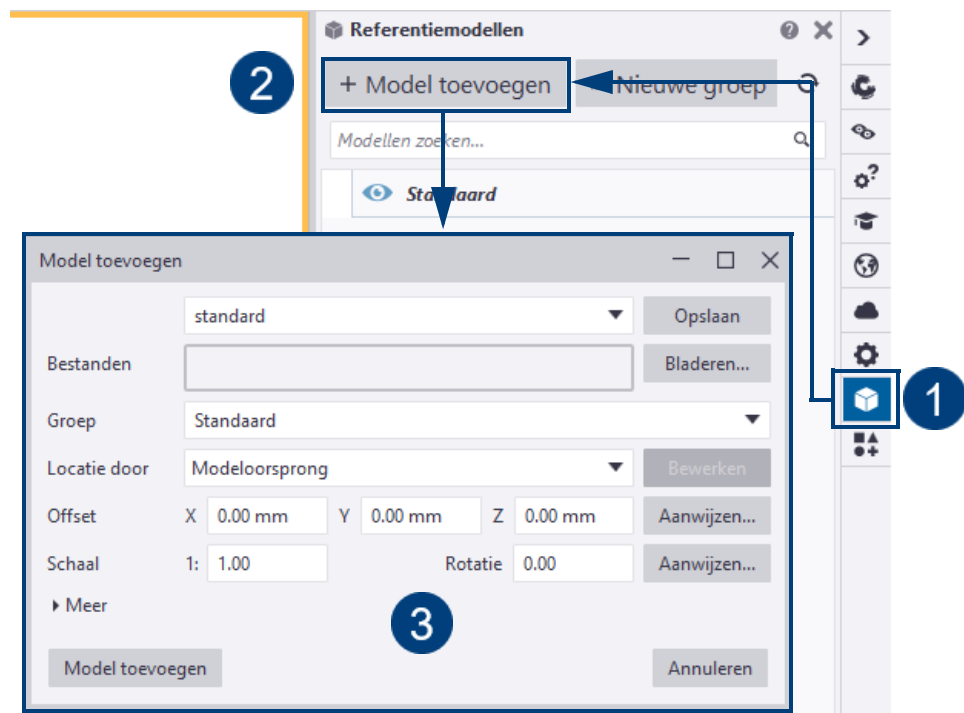 Referentiemodellen
2
+ Model toevoegen
Nieuwe groep
Modellen zoeken...
Standaard
Model toevoegen
standard
Opslaan
Bestanden
Bladeren...
Groep
Standaard
Locatie door
Modeloorsprong
Bewerken
Offset X 0.00 mm Y 0.00 mm Z 0.00 mm Aanwijzen...
Schaal 1: 1.00 Rotatie 0.00 Aanwijzen...
Meer
3
Model toevoegen
Annuleren
1